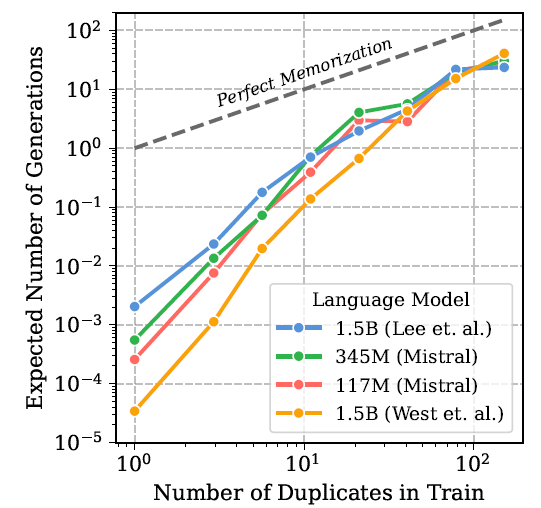 10²
10¹
10⁰
10⁻¹
10⁻²
10⁻³
10⁻⁴
10⁻⁵
Expected Number of Generations
Perfect Memorization
Language Model
1.5B (Lee et. al.)
345M (Mistral)
117M (Mistral)
1.5B (West et. al.)
10⁰
10¹
10²
Number of Duplicates in Train